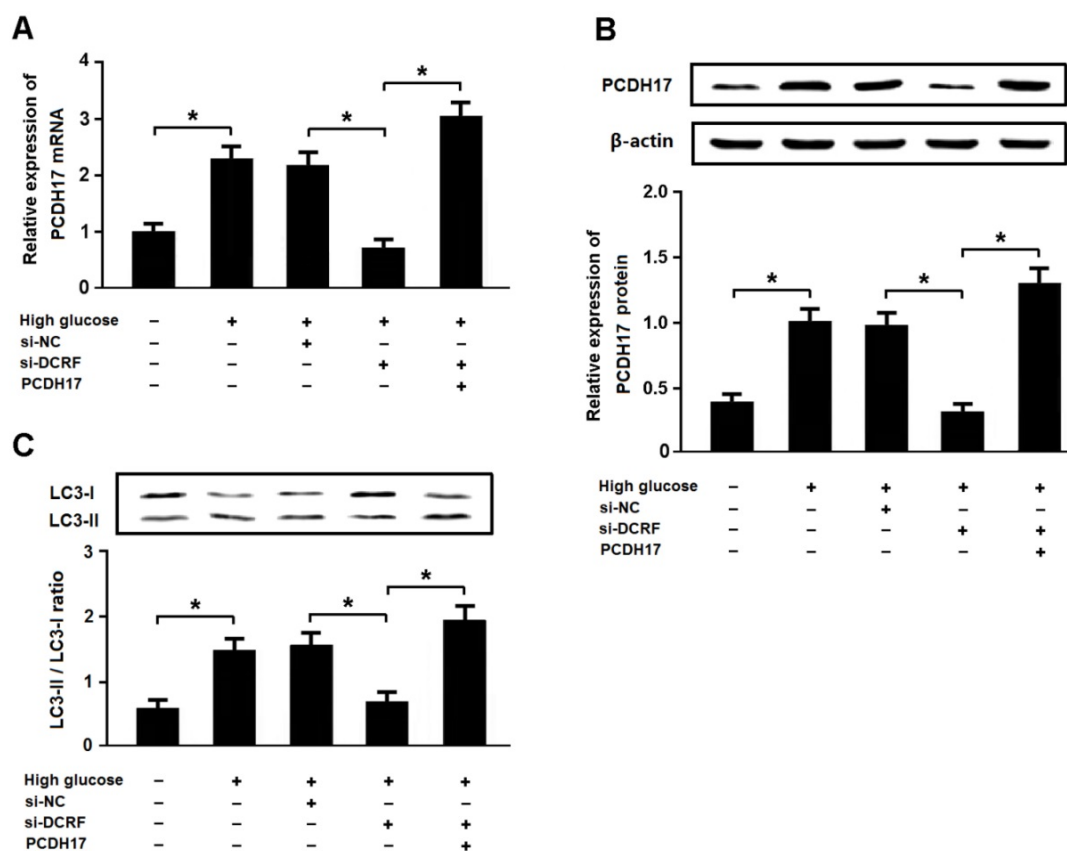 A
Relative expression of
PCDH17 mRNA
4
3
2
1
0
* * *
High glucose – + + + +
si-NC – – + – –
si-DCRF – – – + +
PCDH17 – – – – +
B
PCDH17
β-actin
Relative expression of
PCDH17 protein
2.0
1.5
1.0
0.5
0
* * *
High glucose – + + + +
si-NC – – + – –
si-DCRF – – – + +
PCDH17 – – – – +
C
LC3-I
LC3-II
LC3-II / LC3-I ratio
3
2
1
0
* * *
High glucose – + + + +
si-NC – – + – –
si-DCRF – – – + +
PCDH17 – – – – +